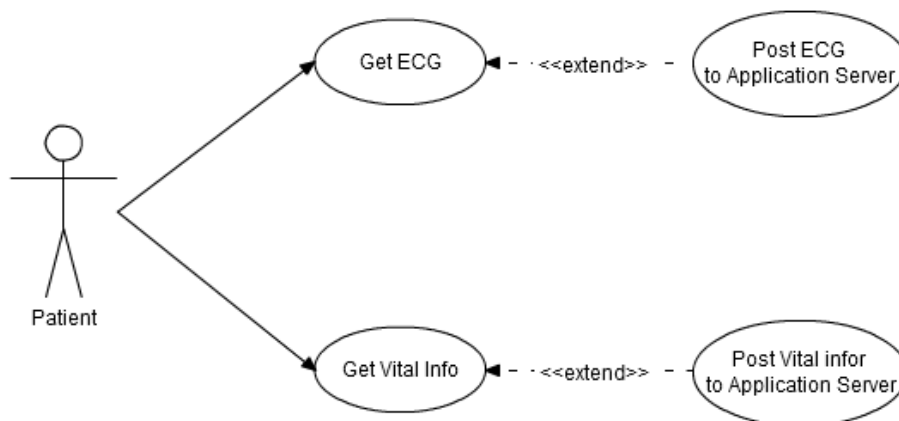 Get ECG
<<extend>>
Post ECG
to Application Server
Patient
Get Vital Info
<<extend>>
Post Vital infor
to Application Server